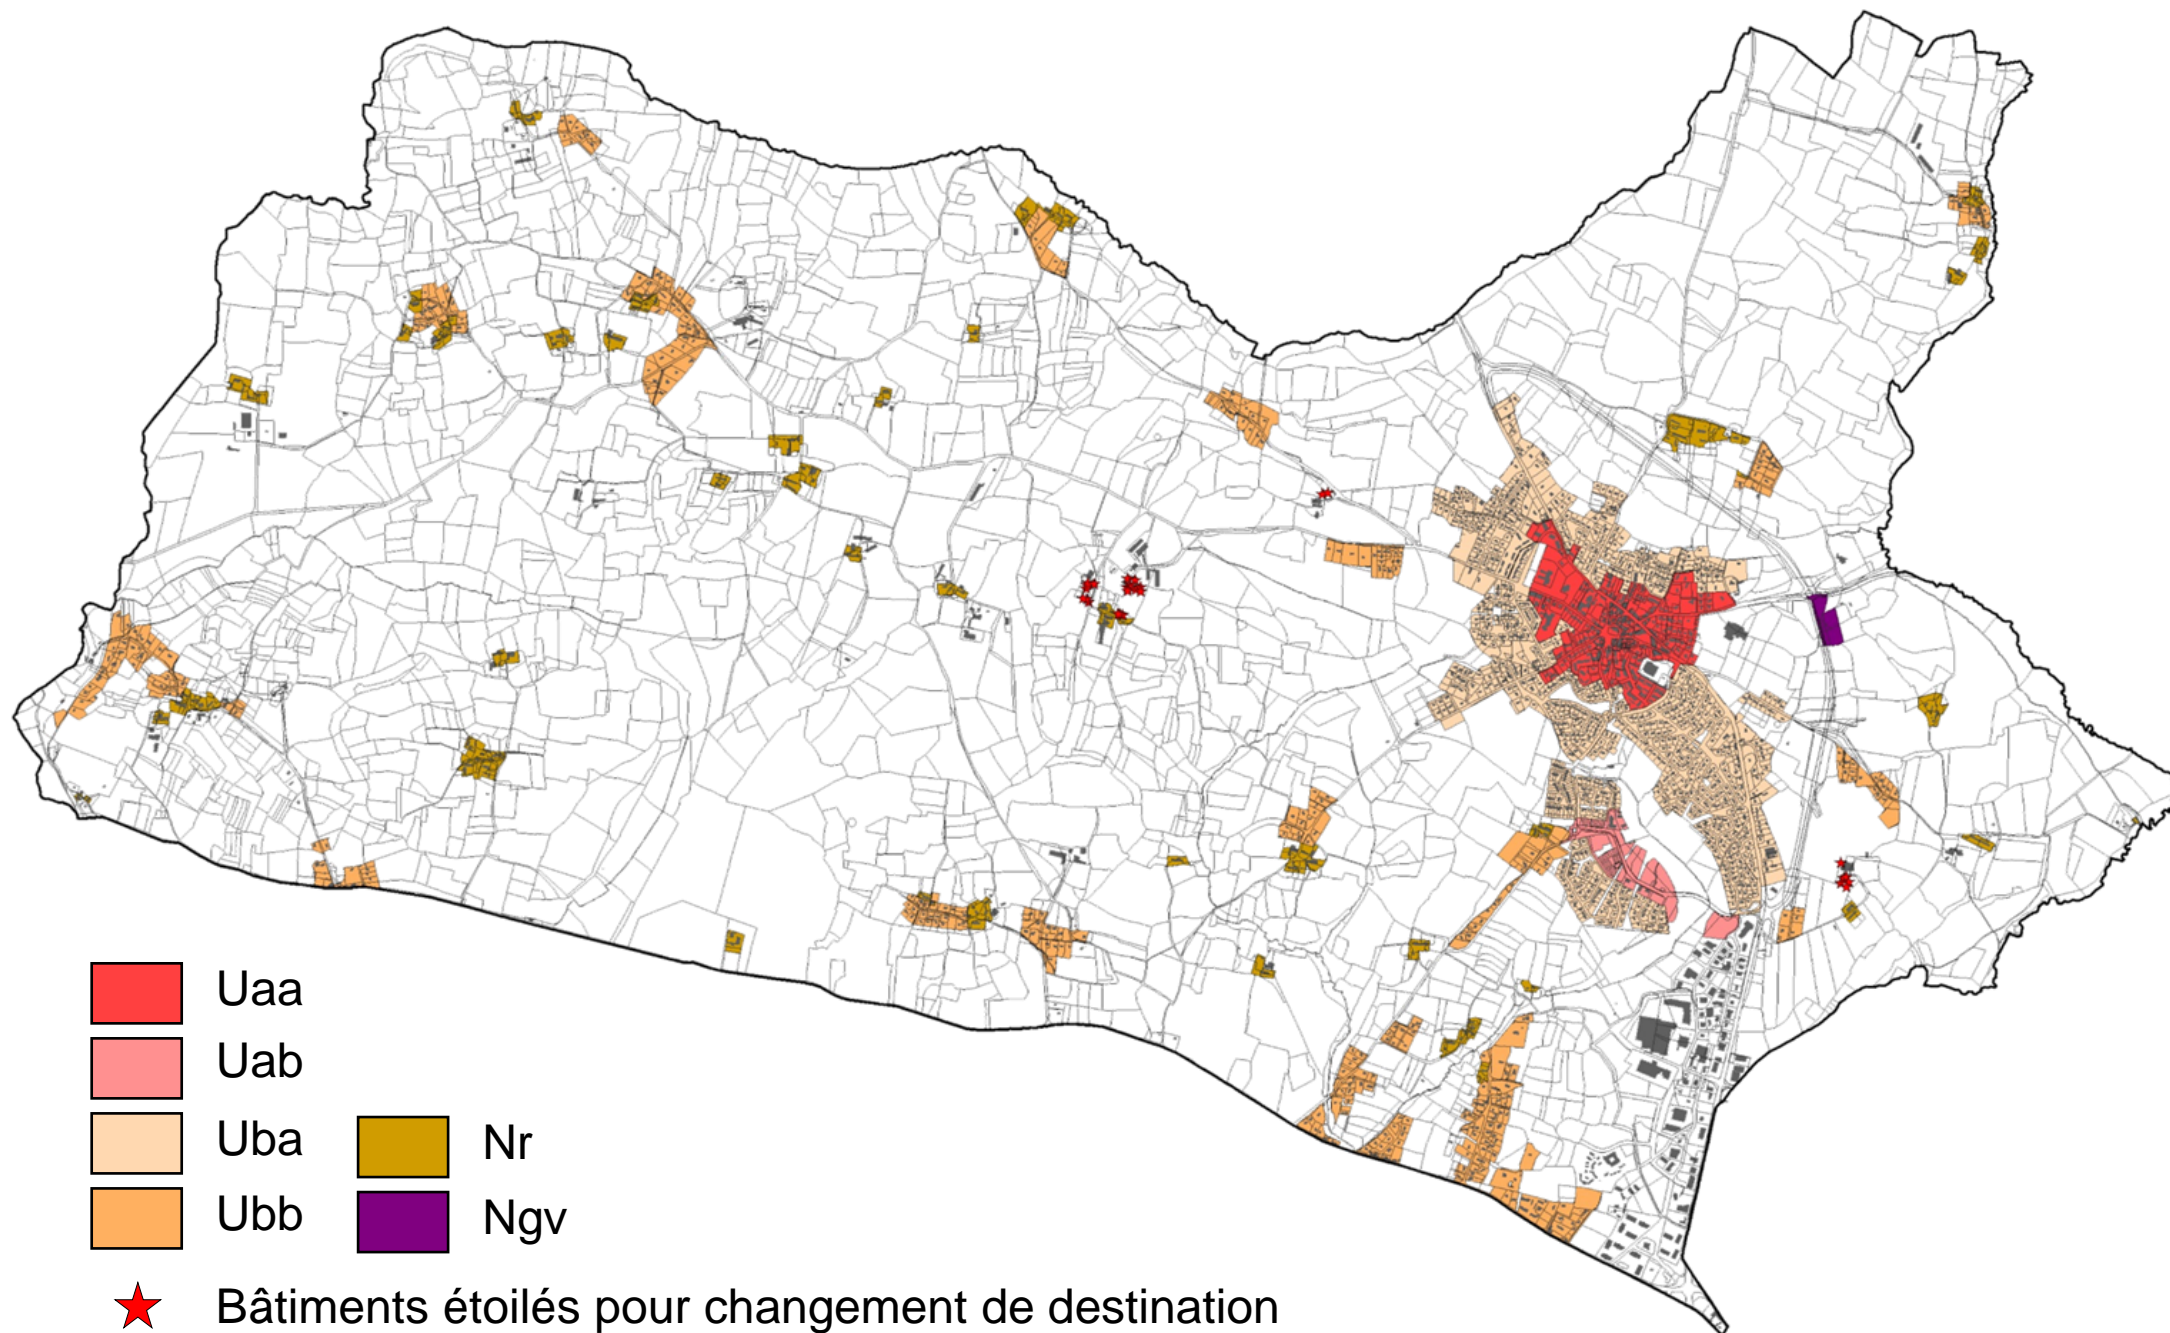 Uaa
Uab
Uba
Nr
Ubb
Ngv
Bâtiments étoilés pour changement de destination